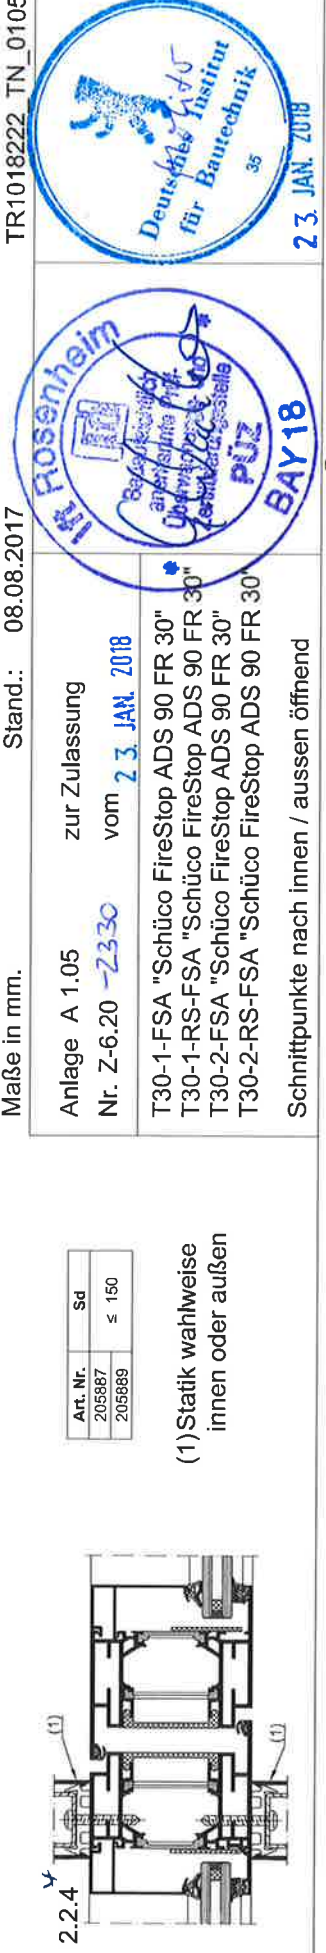 2.2.4
(1)
(1)
Art. Nr. Sd
205887 ≤ 150
205889
(1) Statik wahlweise
innen oder außen
Maße in mm. Stand.: 08.08.2017 TR1018222_TN_0105
Anlage A 1.05 zur Zulassung
Nr. Z-6.20 -2330 vom 23. JAN. 2018
T30-1-FSA "Schüco FireStop ADS 90 FR 30"*
T30-1-RS-FSA "Schüco FireStop ADS 90 FR 30"
T30-2-FSA "Schüco FireStop ADS 90 FR 30"
T30-2-RS-FSA "Schüco FireStop ADS 90 FR 30"
Schnittpunkte nach innen / aussen öffnend
ift Rosenheim
PÜZ
BAY18
*
Deutsches Institut
für Bautechnik
35
23. JAN. 2018